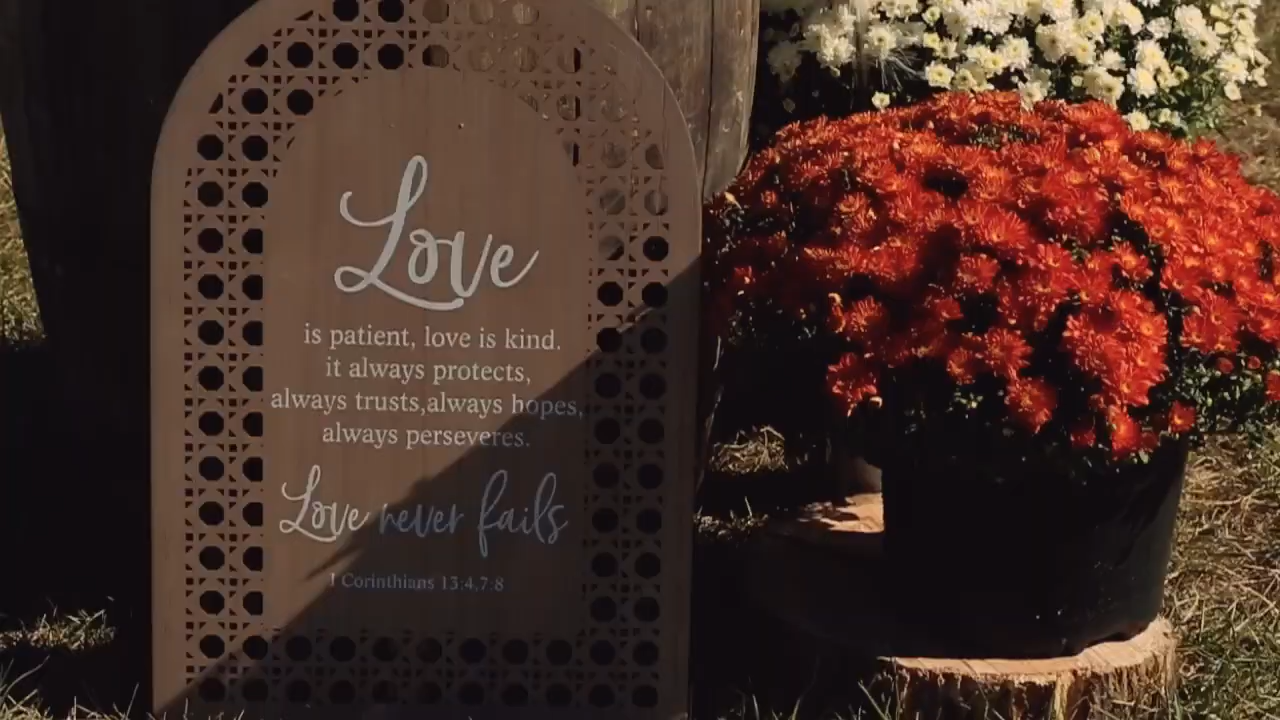 Love
is patient, love is kind.
it always protects,
always trusts,always hopes,
always perseveres.
Love never fails
1 Corinthians 13:4,7:8